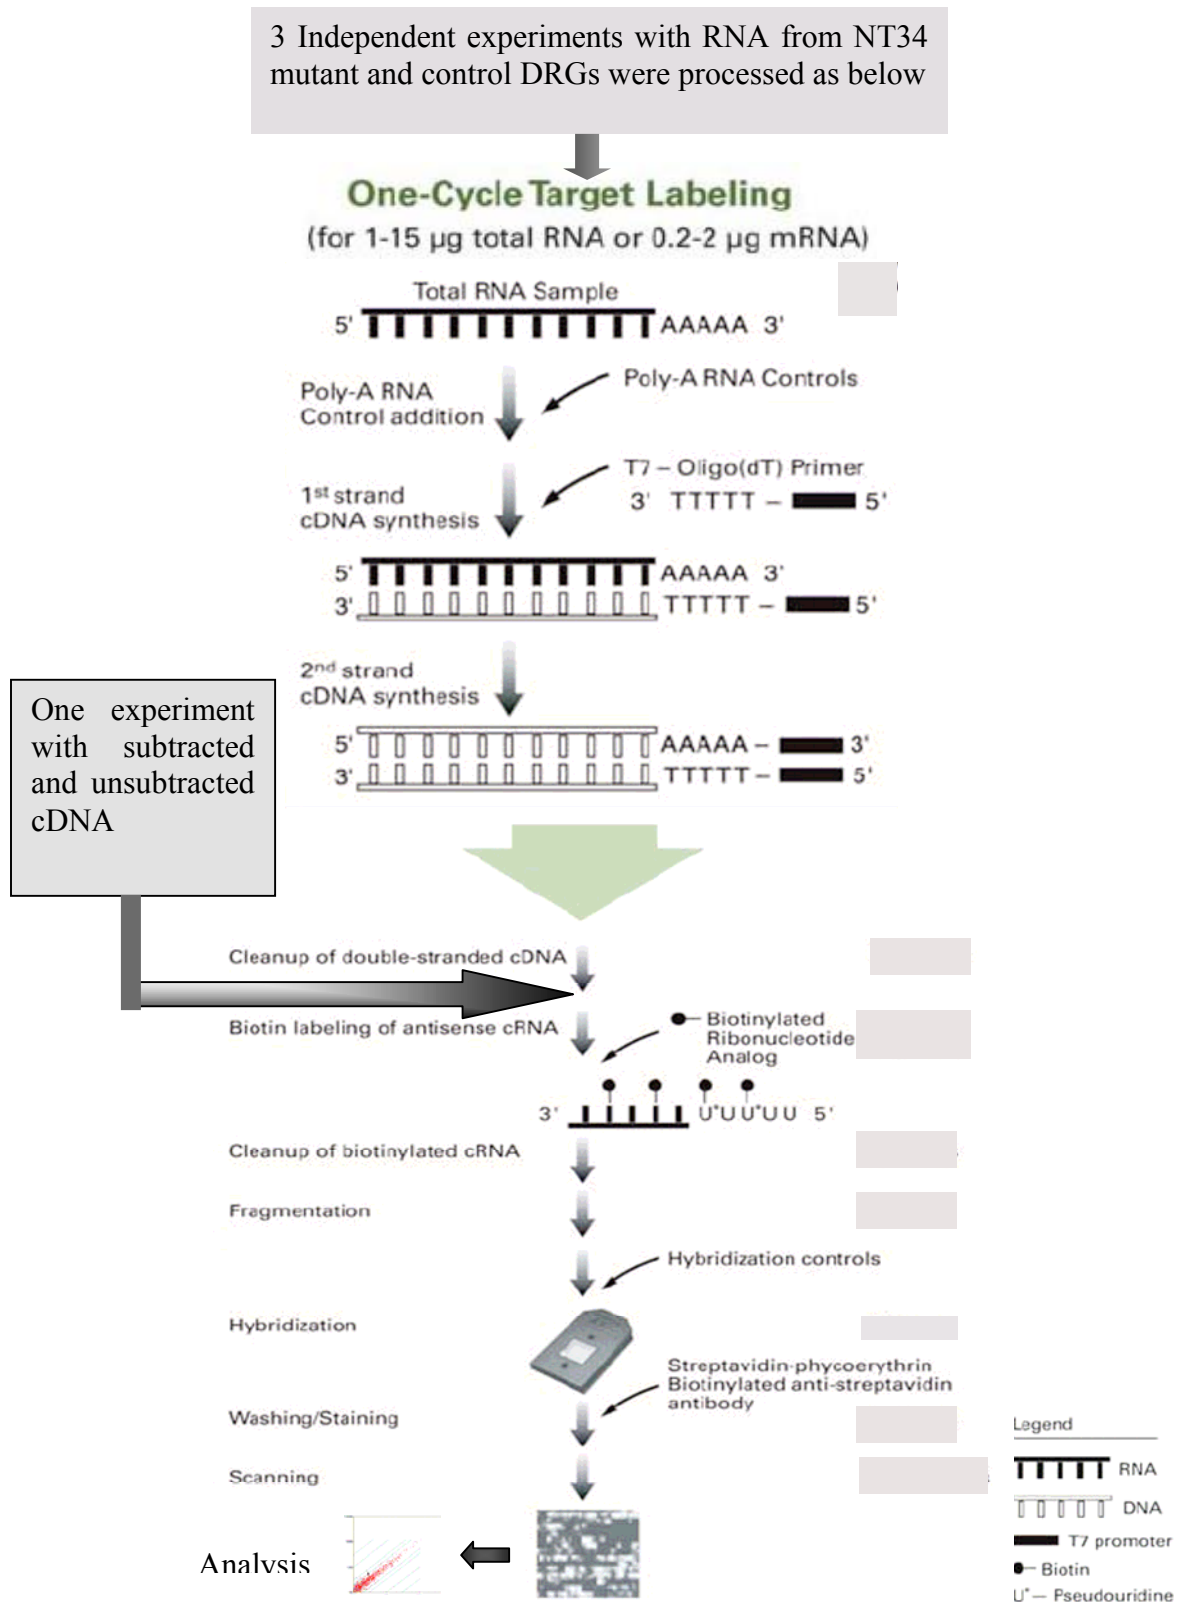 3 Independent experiments with RNA from NT34
mutant and control DRGs were processed as below
One-Cycle Target Labeling
(for 1-15 µg total RNA or 0.2-2 µg mRNA)
Total RNA Sample
5' AAAAA 3'
Poly-A RNA
Control addition
Poly-A RNA Controls
T7 – Oligo(dT) Primer
3' TTTTT – 5'
1st strand
cDNA synthesis
5' AAAAA 3'
3' TTTTT – 5'
2nd strand
cDNA synthesis
5' AAAAA – 3'
3' TTTTT – 5'
One experiment
with subtracted
and unsubtracted
cDNA
Cleanup of double-stranded cDNA
Biotin labeling of antisense cRNA
Biotinylated
Ribonucleotide
Analog
3' U*UU*UU 5'
Cleanup of biotinylated cRNA
Fragmentation
Hybridization controls
Hybridization
Streptavidin-phycoerythrin
Biotinylated anti-streptavidin
antibody
Washing/Staining
Scanning
Analysis
Legend
RNA
DNA
T7 promoter
Biotin
U* – Pseudouridine